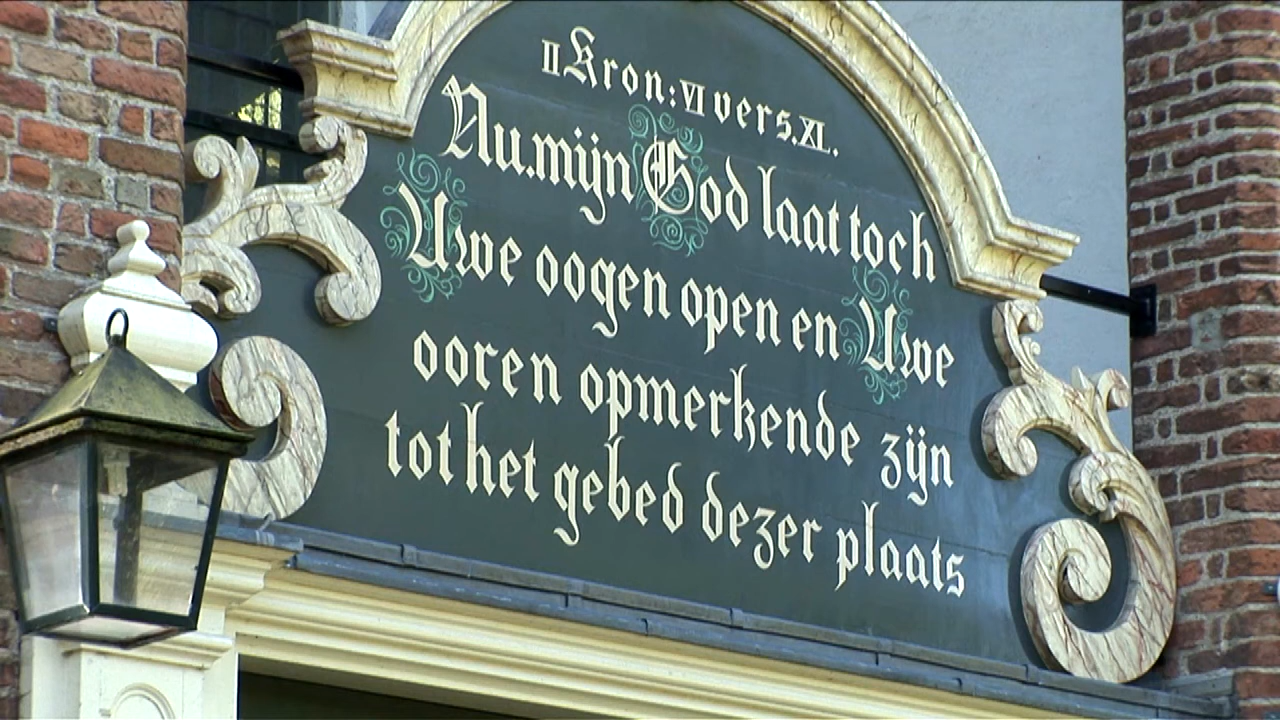 II Kron: VI vers. XL.
Nu. mijn God laat toch
Uwe oogen open en Uwe
ooren opmerkende zijn
tot het gebed dezer plaats